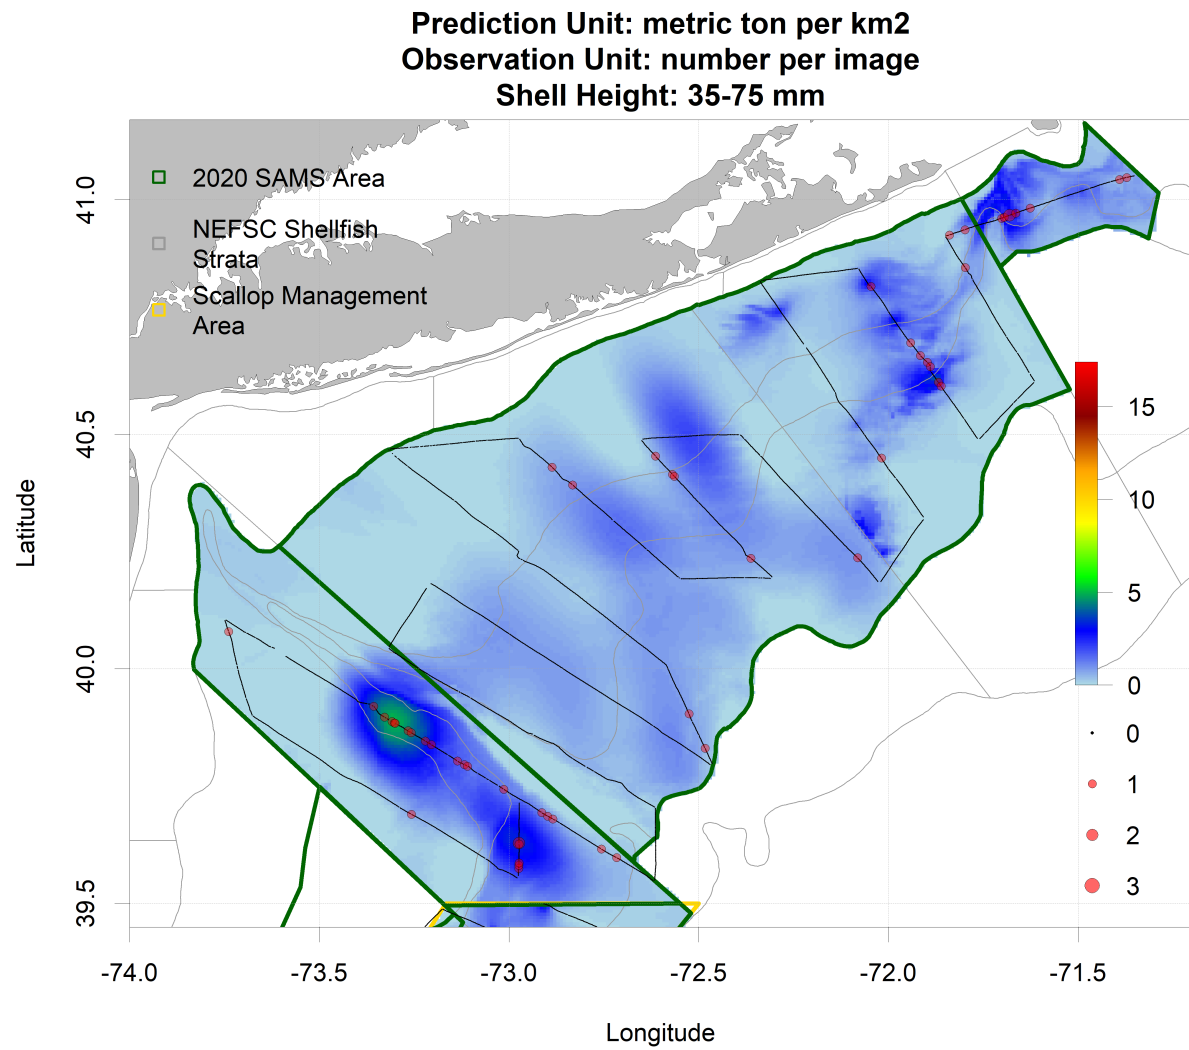 Prediction Unit: metric ton per km2
Observation Unit: number per image
Shell Height: 35-75 mm
2020 SAMS Area
NEFSC Shellfish
Strata
Scallop Management
Area
Latitude
41.0
40.5
40.0
39.5
15
10
5
0
0
1
2
3
-74.0
-73.5
-73.0
-72.5
-72.0
-71.5
Longitude